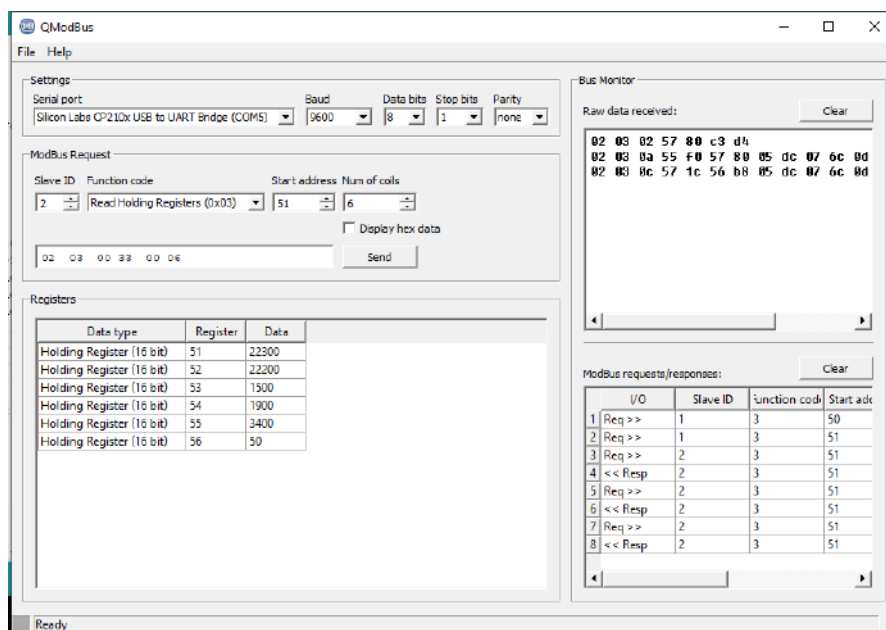 QModBus
File Help
Settings
Serial port Baud Data bits Stop bits Parity
Silicon Labs CP210x USB to UART Bridge (COM5) 9600 8 1 none
ModBus Request
Slave ID Function code Start address Num of coils
2 Read Holding Registers (0x03) 51 6
Display hex data
02 03 00 33 00 06 Send
Registers
Data type Register Data
Holding Register (16 bit) 51 22300
Holding Register (16 bit) 52 22200
Holding Register (16 bit) 53 1500
Holding Register (16 bit) 54 1900
Holding Register (16 bit) 55 3400
Holding Register (16 bit) 56 50
Bus Monitor
Raw data received: Clear
02 03 02 57 80 c3 d4
02 03 0a 55 f0 57 80 05 dc 07 6c 0d
02 03 0c 57 1c 56 b8 05 dc 07 6c 0d
ModBus requests/responses: Clear
I/O Slave ID Function code Start add
1 Req >> 1 3 50
2 Req >> 1 3 51
3 Req >> 2 3 51
4 << Resp 2 3 51
5 Req >> 2 3 51
6 << Resp 2 3 51
7 Req >> 2 3 51
8 << Resp 2 3 51
Ready